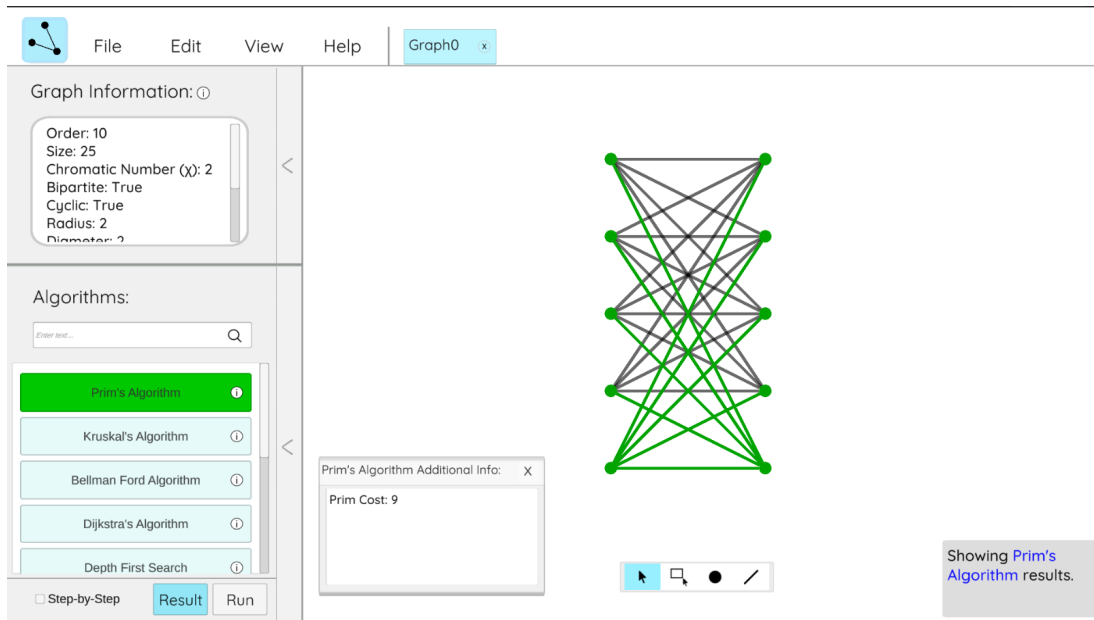 File Edit View Help Graph0 x
Graph Information: i
Order: 10
Size: 25
Chromatic Number (χ): 2
Bipartite: True
Cyclic: True
Radius: 2
Diameter: 2
<
Algorithms:
Enter text...
Prim's Algorithm i
Kruskal's Algorithm i
Bellman Ford Algorithm i
Dijkstra's Algorithm i
Depth First Search i
<
Step-by-Step Result Run
Prim's Algorithm Additional Info: X
Prim Cost: 9
Showing Prim's
Algorithm results.